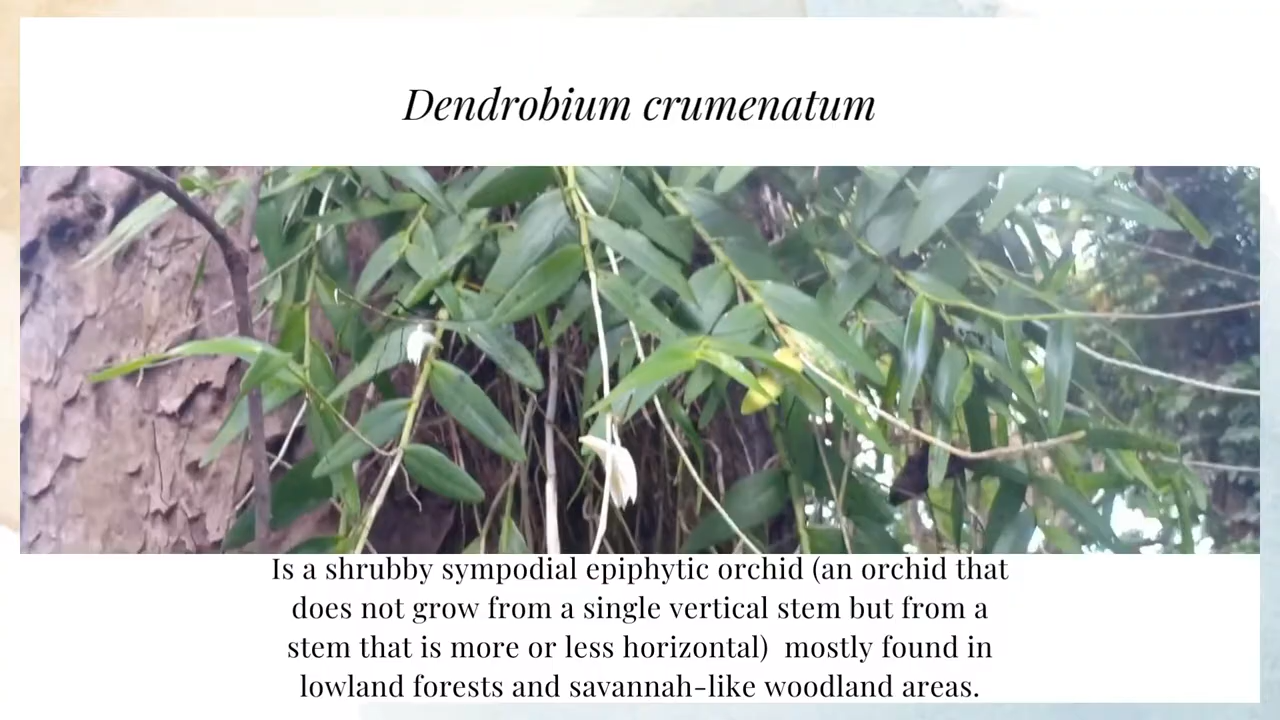 Dendrobium crumenatum
Is a shrubby sympodial epiphytic orchid (an orchid that
does not grow from a single vertical stem but from a
stem that is more or less horizontal)  mostly found in
lowland forests and savannah-like woodland areas.